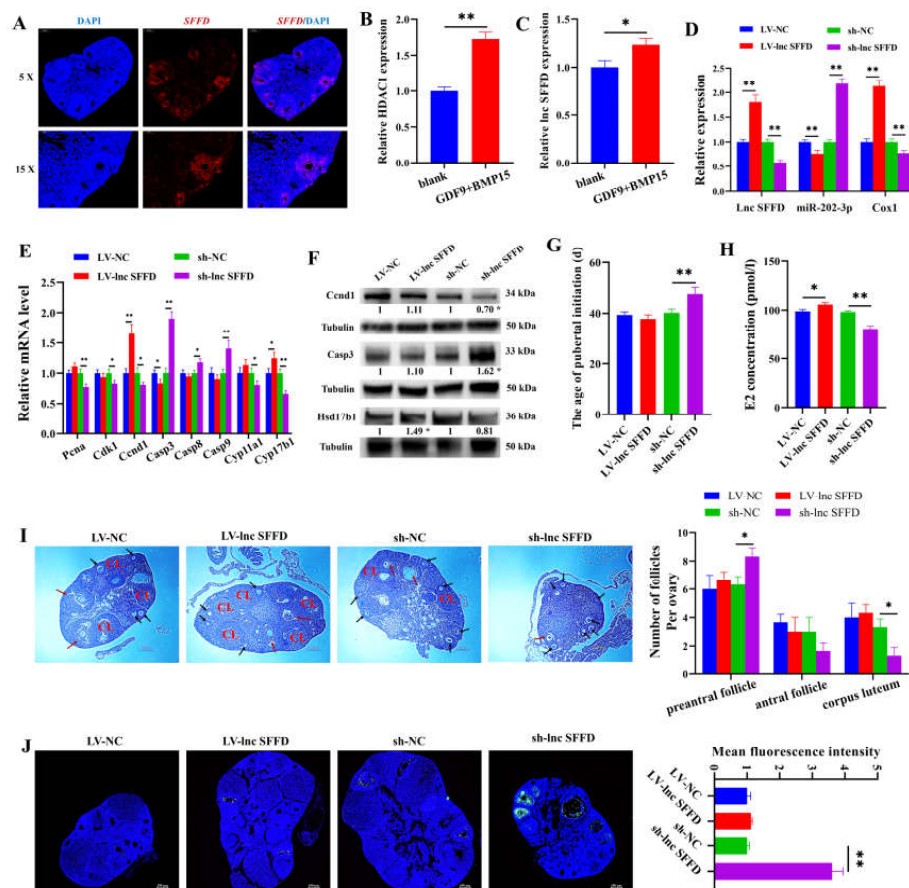 A
DAPI
SFFD
SFFD/DAPI
5 X
15 X
B
Relative HDAC1 expression
2.0
1.5
1.0
0.5
0.0
**
blank
GDF9+BMP15
C
Relative lnc SFFD expression
2.0
1.5
1.0
0.5
0.0
*
blank
GDF9+BMP15
D
LV-NC
sh-NC
LV-lnc SFFD
sh-lnc SFFD
Relative expression
2.5
2.0
1.5
1.0
0.5
0.0
** ** ** ** ** **
Lnc SFFD
miR-202-3p
Cox1
E
LV-NC
sh-NC
LV-lnc SFFD
sh-lnc SFFD
Relative mRNA level
2.5
2.0
1.5
1.0
0.5
0.0
** * ** * * ** * ** * * **
Pcna
Cdk1
Ccnd1
Casp3
Casp8
Casp9
Cyp11a1
Cyp17b1
F
LV-NC
LV-lnc SFFD
sh-NC
sh-lnc SFFD
Ccnd1
34 kDa
1 1.11 1 0.70 *
Tubulin
50 kDa
Casp3
33 kDa
1 1.10 1 1.62 *
Tubulin
50 kDa
Hsd17b1
36 kDa
1 1.49 * 1 0.81
Tubulin
50 kDa
G
The age of pubertal initiation (d)
60
40
20
0
**
LV-NC
LV-lnc SFFD
sh-NC
sh-lnc SFFD
H
E2 concentration (pmol/l)
150
100
50
0
* **
LV-NC
LV-lnc SFFD
sh-NC
sh-lnc SFFD
I
LV-NC
CL
CL
CL
LV-lnc SFFD
CL
CL
CL
CL
CL
sh-NC
CL
CL
CL
sh-lnc SFFD
LV-NC
LV-lnc SFFD
sh-NC
sh-lnc SFFD
Number of follicles
Per ovary
10
8
6
4
2
0
* *
preantral follicle
antral follicle
corpus luteum
J
LV-NC
LV-lnc SFFD
sh-NC
sh-lnc SFFD
Mean fluorescence intensity
0 1 2 3 4 5
LV-NC
LV-lnc SFFD
sh-NC
sh-lnc SFFD
**